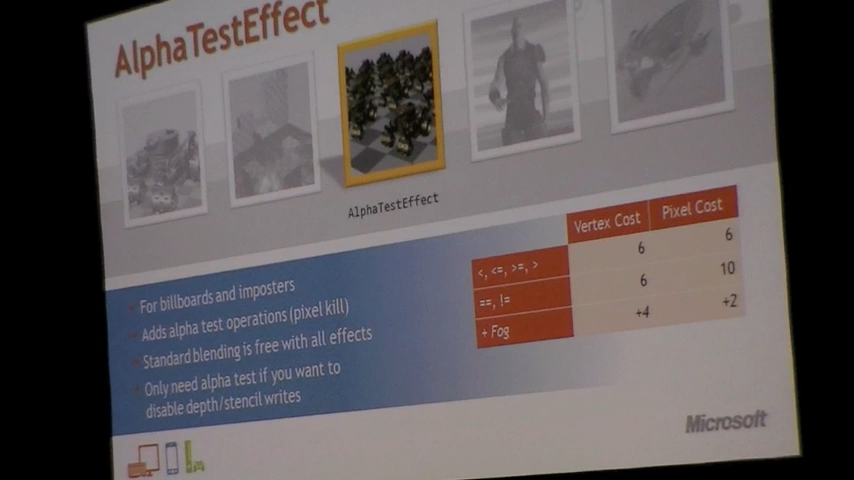 AlphaTestEffect
AlphaTestEffect
Vertex Cost Pixel Cost
<, <=, >=, > 6 6
==, != 6 10
+ Fog +4 +2
For billboards and imposters
Adds alpha test operations (pixel kill)
Standard blending is free with all effects
Only need alpha test if you want to
disable depth/stencil writes
Microsoft